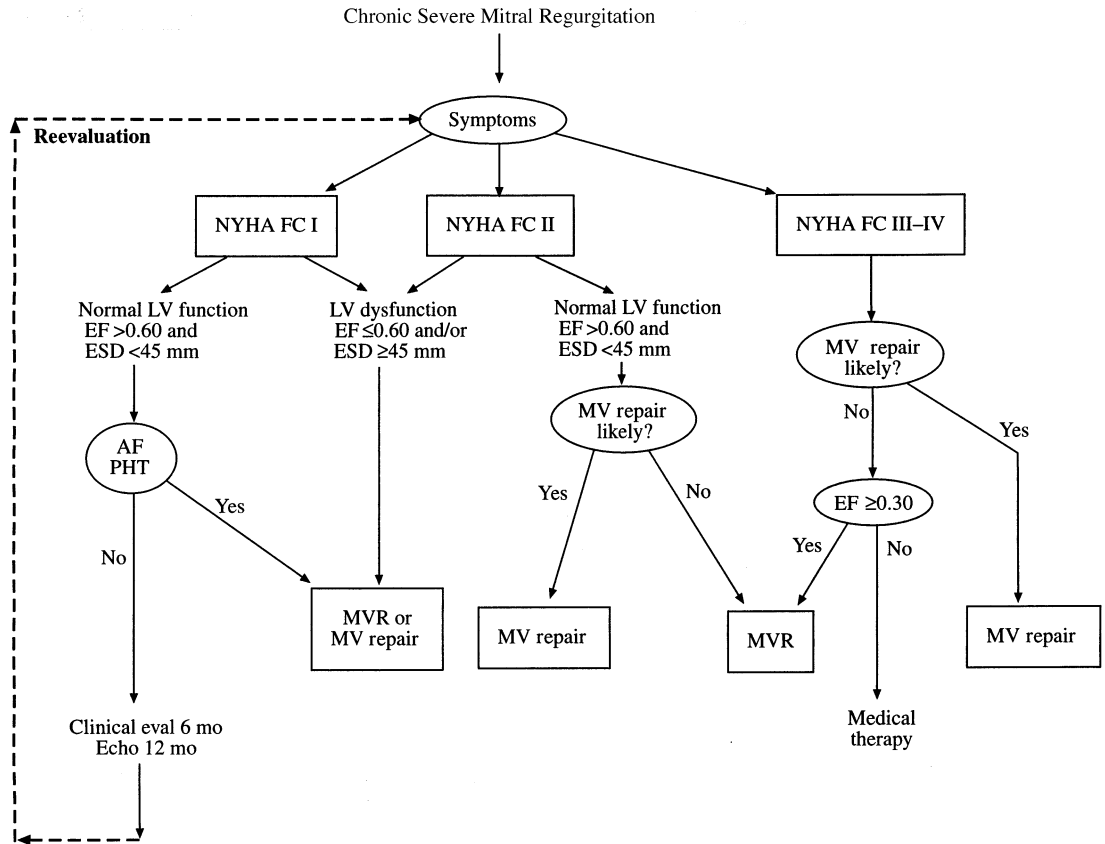 Chronic Severe Mitral Regurgitation
Symptoms
Reevaluation
NYHA FC I
NYHA FC II
NYHA FC III–IV
Normal LV function
EF >0.60 and
ESD <45 mm
LV dysfunction
EF ≤0.60 and/or
ESD ≥45 mm
Normal LV function
EF >0.60 and
ESD <45 mm
MV repair
likely?
MV repair
likely?
No
Yes
AF
PHT
Yes
No
Yes
No
EF ≥0.30
Yes
No
MVR or
MV repair
MV repair
MVR
MV repair
Clinical eval 6 mo
Echo 12 mo
Medical
therapy